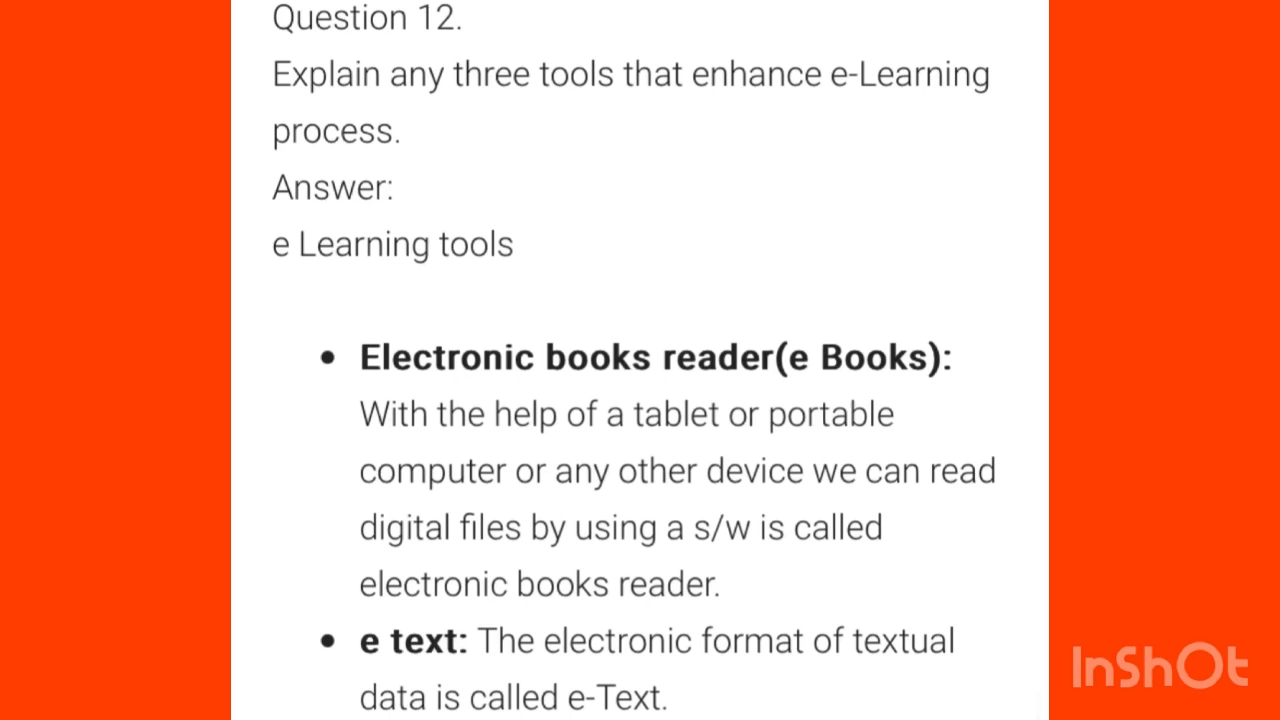 Question 12.
Explain any three tools that enhance e-Learning
process.
Answer:
e Learning tools
• Electronic books reader(e Books):
With the help of a tablet or portable
computer or any other device we can read
digital files by using a s/w is called
electronic books reader.
• e text: The electronic format of textual
data is called e-Text.
InShOt